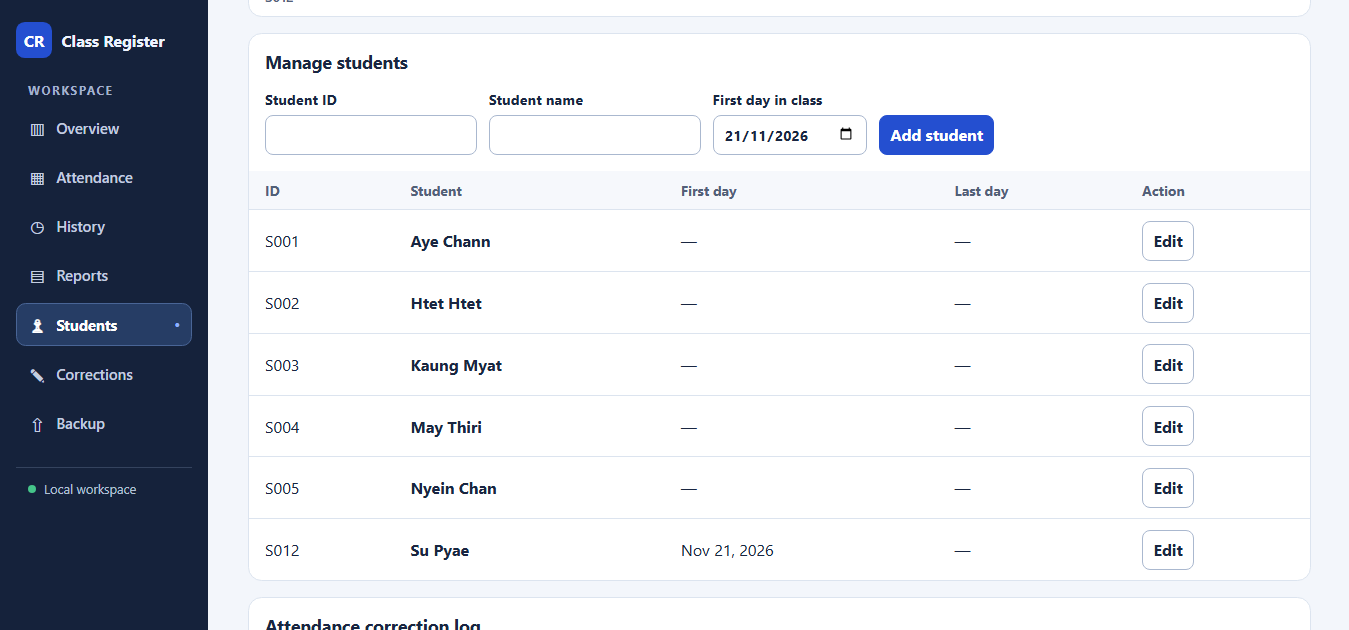 CR Class Register
WORKSPACE
Overview
Attendance
History
Reports
Students
Corrections
Backup
Local workspace
Manage students
Student ID Student name First day in class
21/11/2026 Add student
ID Student First day Last day Action
S001 Aye Chann — — Edit
S002 Htet Htet — — Edit
S003 Kaung Myat — — Edit
S004 May Thiri — — Edit
S005 Nyein Chan — — Edit
S012 Su Pyae Nov 21, 2026 — Edit
Attendance correction log